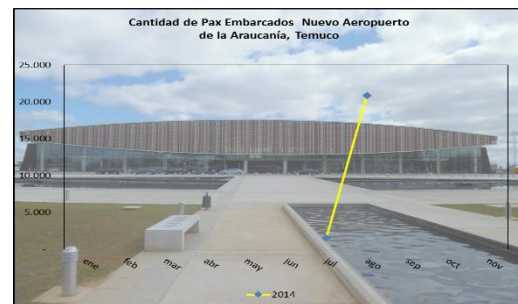 Cantidad de Pax Embarcados Nuevo Aeropuerto
de la Araucanía, Temuco
25.000
20.000
15.000
10.000
5.000
-
ene feb mar abr may jun jul ago sep oct nov
2014